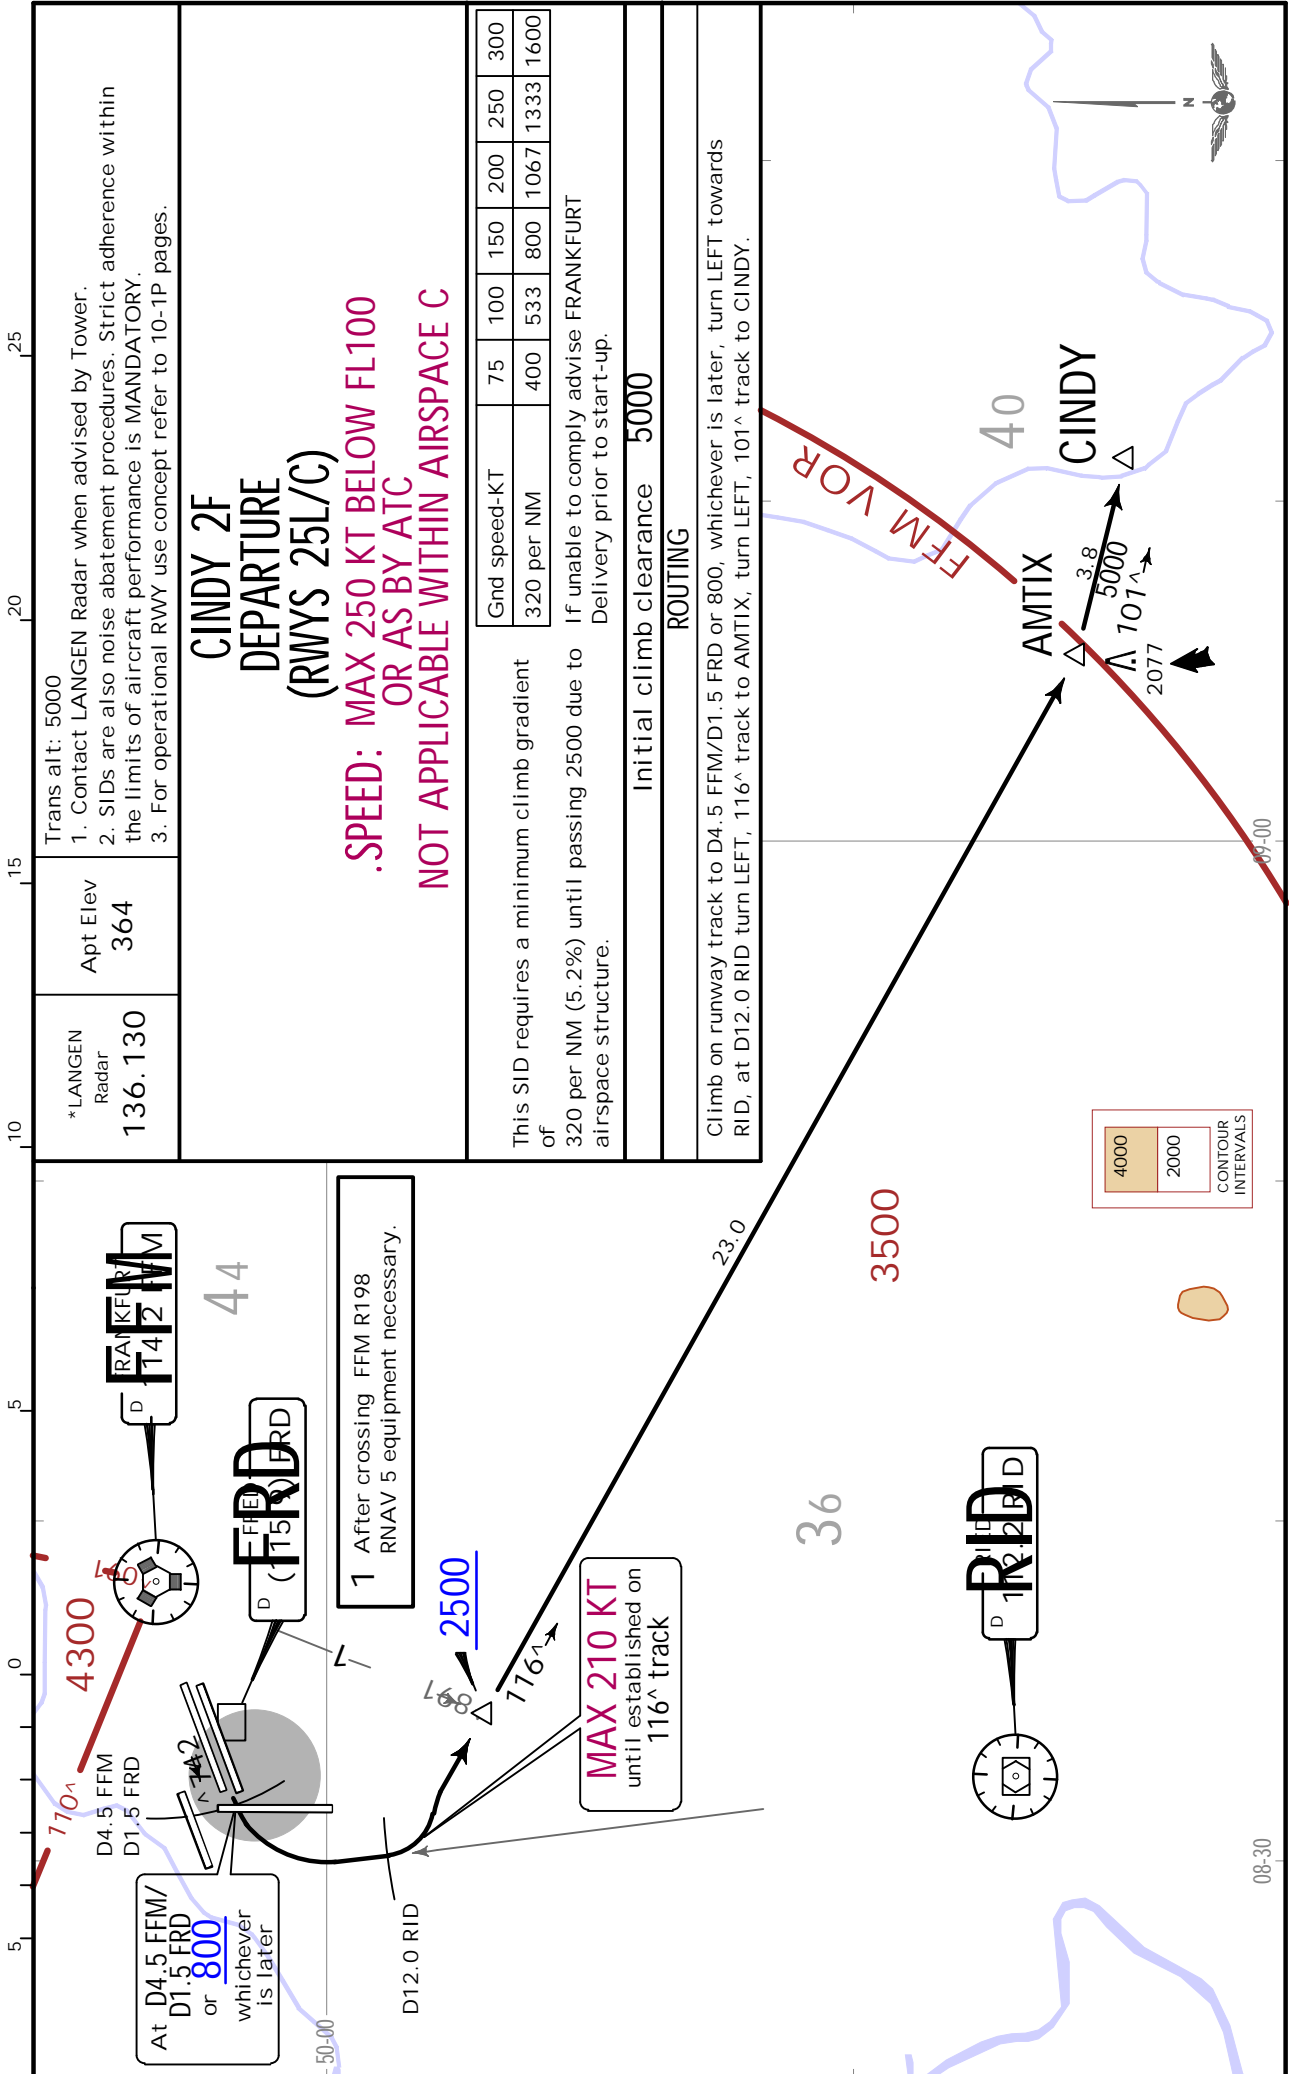 5
0
5
10
15
20
25
*LANGEN
Radar
136.130
Apt Elev
364
Trans alt: 5000
1. Contact LANGEN Radar when advised by Tower.
2. SIDs are also noise abatement procedures. Strict adherence within
the limits of aircraft performance is MANDATORY.
3. For operational RWY use concept refer to 10-1P pages.
CINDY 2F
DEPARTURE
(RWYS 25L/C)
.SPEED: MAX 250 KT BELOW FL100
OR AS BY ATC
NOT APPLICABLE WITHIN AIRSPACE C
This SID requires a minimum climb gradient
of
320 per NM (5.2%) until passing 2500 due to
airspace structure.
Gnd speed-KT 75 100 150 200 250 300
320 per NM 400 533 800 1067 1333 1600
If unable to comply advise FRANKFURT
Delivery prior to start-up.
Initial climb clearance 5000
ROUTING
Climb on runway track to D4.5 FFM/D1.5 FRD or 800, whichever is later, turn LEFT towards
RID, at D12.0 RID turn LEFT, 116^ track to AMTIX, turn LEFT, 101^ track to CINDY.
4300
110^
FFM
D
44
FRD
D
D4.5 FFM
D1.5 FRD
At D4.5 FFM/
D1.5 FRD
or 800
whichever
is later
1 After crossing FFM R198
RNAV 5 equipment necessary.
1
50-00
D12.0 RID
2500
116^
MAX 210 KT
until established on
116^ track
23.0
36
3500
RID
D
FFM VOR
AMTIX
3.8
5000
101^
2077
40
CINDY
N
4000
2000
CONTOUR
INTERVALS
08-30
09-00